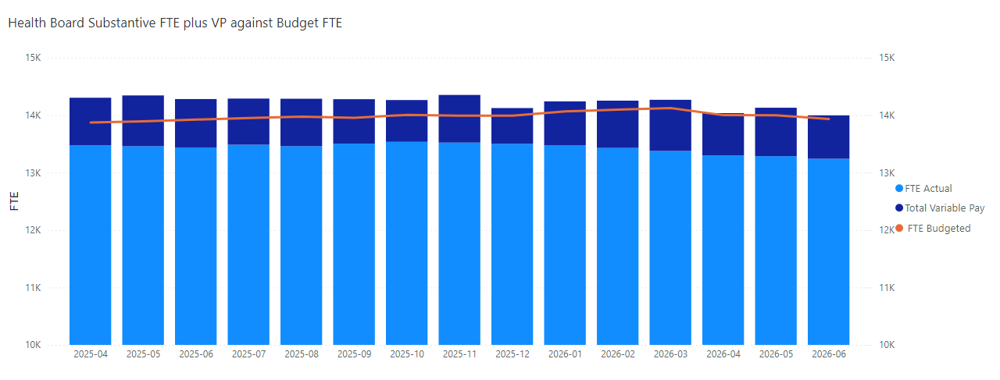 Health Board Substantive FTE plus VP against Budget FTE
15K
14K
13K
12K
11K
10K
FTE
15K
14K
13K
12K
11K
10K
FTE Actual
Total Variable Pay
FTE Budgeted
2025-04 2025-05 2025-06 2025-07 2025-08 2025-09 2025-10 2025-11 2025-12 2026-01 2026-02 2026-03 2026-04 2026-05 2026-06